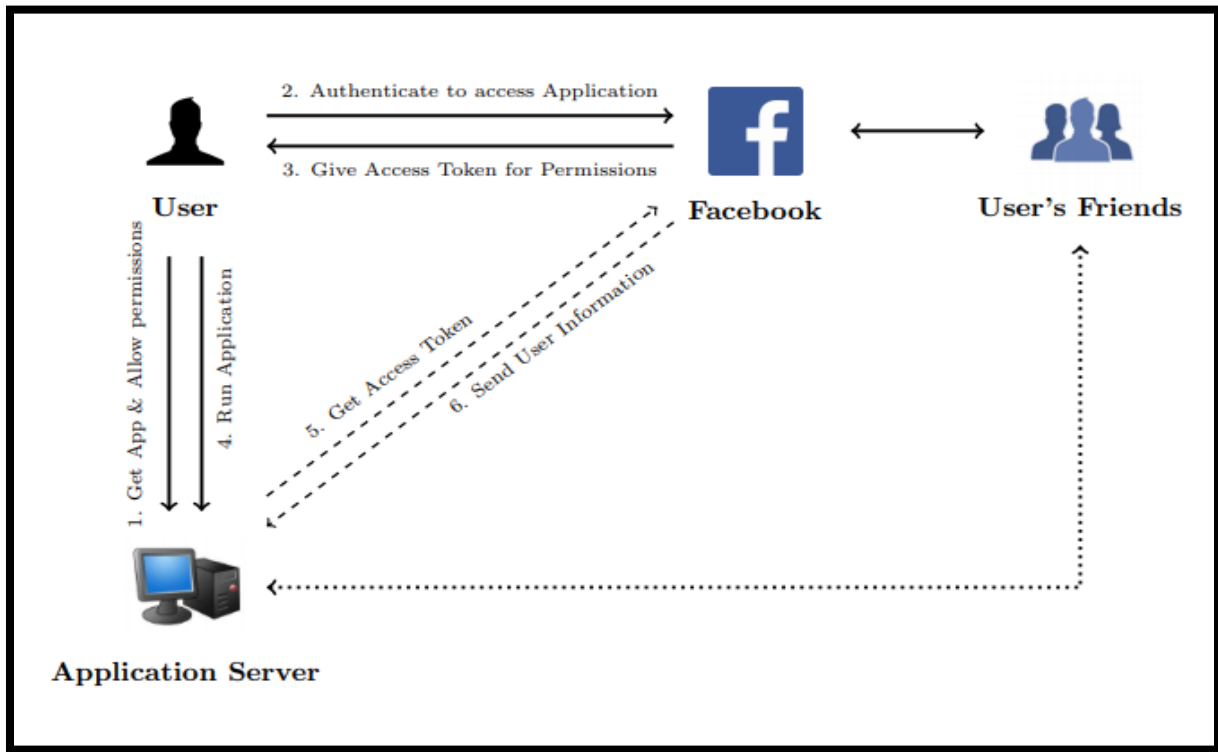 2. Authenticate to access Application
3. Give Access Token for Permissions
User
Facebook
User's Friends
1. Get App & Allow permissions
4. Run Application
5. Get Access Token
6. Send User Information
Application Server